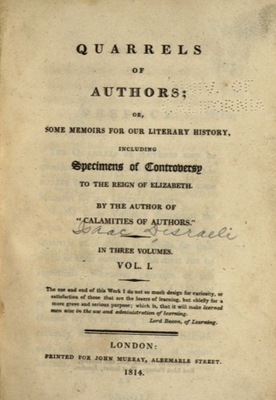 QUARRELS
OF
AUTHORS;
OR,
SOME MEMOIRS FOR OUR LITERARY HISTORY,
INCLUDING
Specimens of Controversy
TO THE REIGN OF ELIZABETH.
BY THE AUTHOR OF
"CALAMITIES OF AUTHORS."
Isaac Disraeli
IN THREE VOLUMES.
VOL. I.
The use and end of this Work I do not so much design for curiosity, or
satisfaction of those that are the lovers of learning, but chiefly for a
more grave and serious purpose; which is, that it will make learned
men wise in the use and administration of learning.
Lord Bacon, of Learning.
LONDON:
PRINTED FOR JOHN MURRAY, ALBEMARLE STREET.
1814.